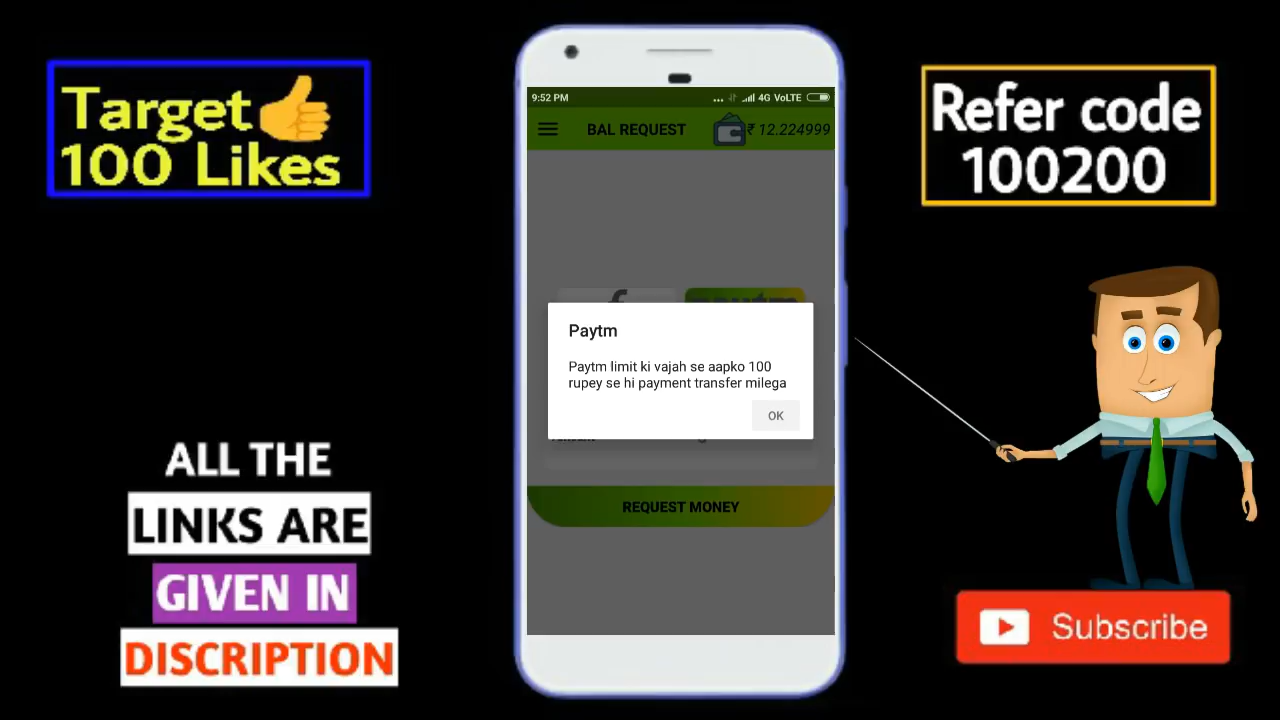 Target👍
100 Likes
Refer code
100200
9:52 PM
4G VoLTE
BAL REQUEST
₹ 12.224999
Paytm
Paytm limit ki vajah se aapko 100
rupey se hi payment transfer milega
OK
REQUEST MONEY
ALL THE
LINKS ARE
GIVEN IN
DISCRIPTION
Subscribe